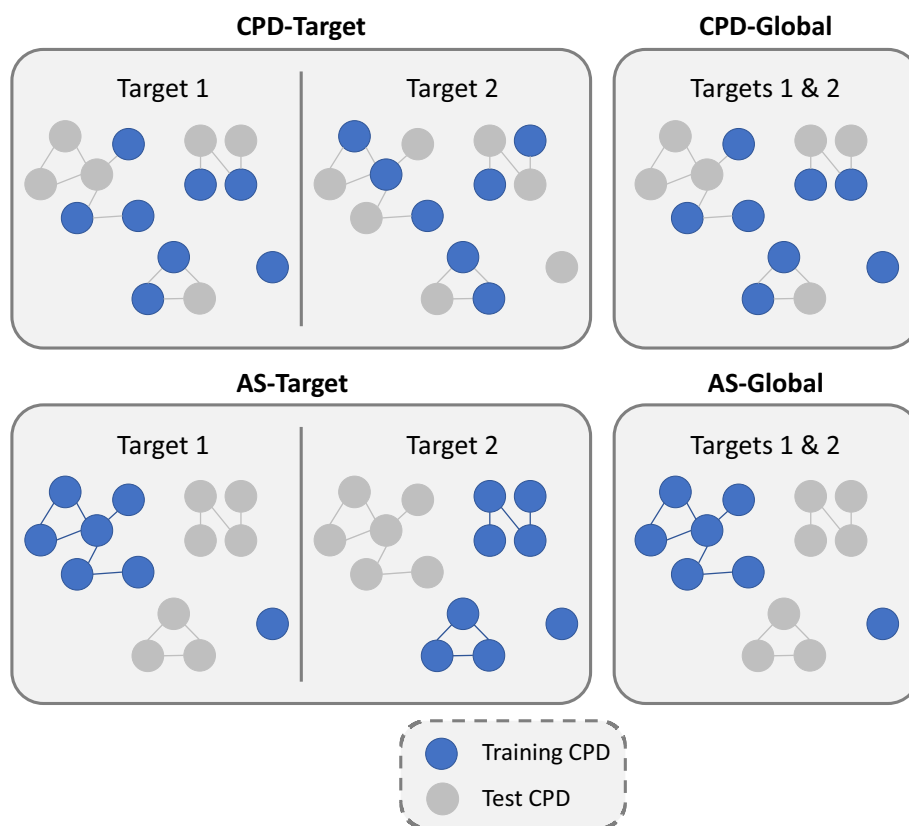 CPD-Target
CPD-Global
Target 1
Target 2
Targets 1 & 2
AS-Target
AS-Global
Target 1
Target 2
Targets 1 & 2
Training CPD
Test CPD